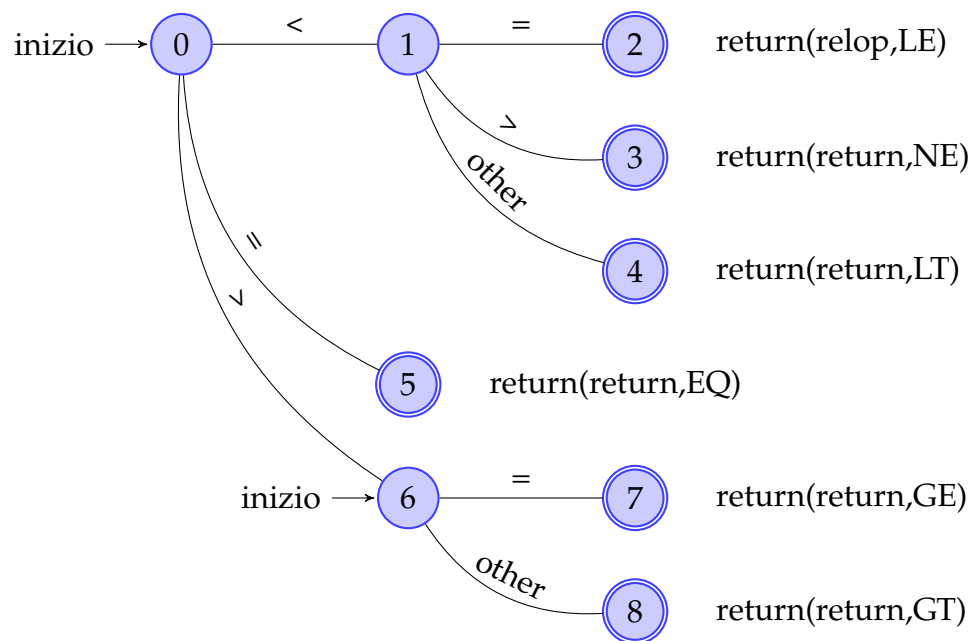 inizio 0 < 1 = 2 return(relop,LE)
> 3 return(return,NE)
other 4 return(return,LT)
= 5 return(return,EQ)
>
inizio 6 = 7 return(return,GE)
other 8 return(return,GT)